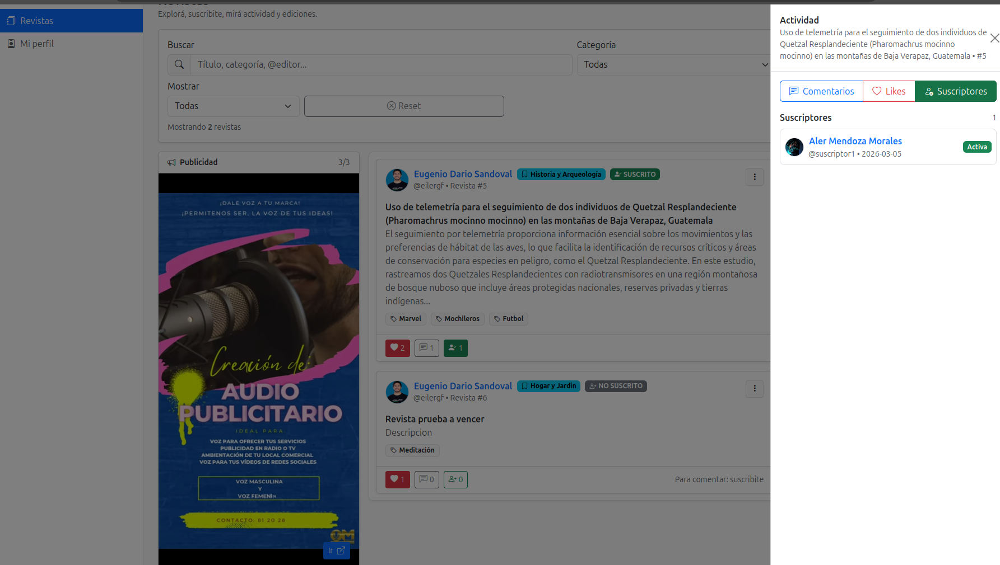 Revistas
Mi perfil
Explorá, suscribite, mirá actividad y ediciones.
Buscar
Título, categoría, @editor...
Categoría
Todas
Mostrar
Todas
Reset
Mostrando 2 revistas
Publicidad
3/3
¡DALE VOZ A TU MARCA!
¡PERMITENOS SER, LA VOZ DE TUS IDEAS!
Creación de:
AUDIO
PUBLICITARIO
IDEAL PARA:
VOZ PARA OFRECER TUS SERVICIOS
PUBLICIDAD EN RADIO O TV
AMBIENTACIÓN DE TU LOCAL COMERCIAL
VOZ PARA TUS VÍDEOS DE REDES SOCIALES
VOZ MASCULINA
Y
VOZ FEMENIN
CONTACTO: 81 20 28
Ir
Eugenio Dario Sandoval
Historia y Arqueologia
SUSCRITO
@eilergf • Revista #5
Uso de telemetría para el seguimiento de dos individuos de Quetzal Resplandeciente
(Pharomachrus mocinno mocinno) en las montañas de Baja Verapaz, Guatemala
El seguimiento por telemetría proporciona información esencial sobre los movimientos y las
preferencias de hábitat de las aves, lo que facilita la identificación de recursos críticos y áreas
de conservación para especies en peligro, como el Quetzal Resplandeciente. En este estudio,
rastreamos dos Quetzales Resplandecientes con radiotransmisores en una región montañosa
de bosque nuboso que incluye áreas protegidas nacionales, reservas privadas y tierras
indígenas...
Marvel
Mochileros
Futbol
2
1
1
Eugenio Dario Sandoval
Hogar y Jardin
NO SUSCRITO
@eilergf • Revista #6
Revista prueba a vencer
Descripcion
Meditación
1
0
0
Para comentar: suscribite
Actividad
Uso de telemetría para el seguimiento de dos individuos de
Quetzal Resplandeciente (Pharomachrus mocinno
mocinno) en las montañas de Baja Verapaz, Guatemala • #5
Comentarios
Likes
Suscriptores
Suscriptores
1
Aler Mendoza Morales
@suscriptor1 • 2026-03-05
Activa